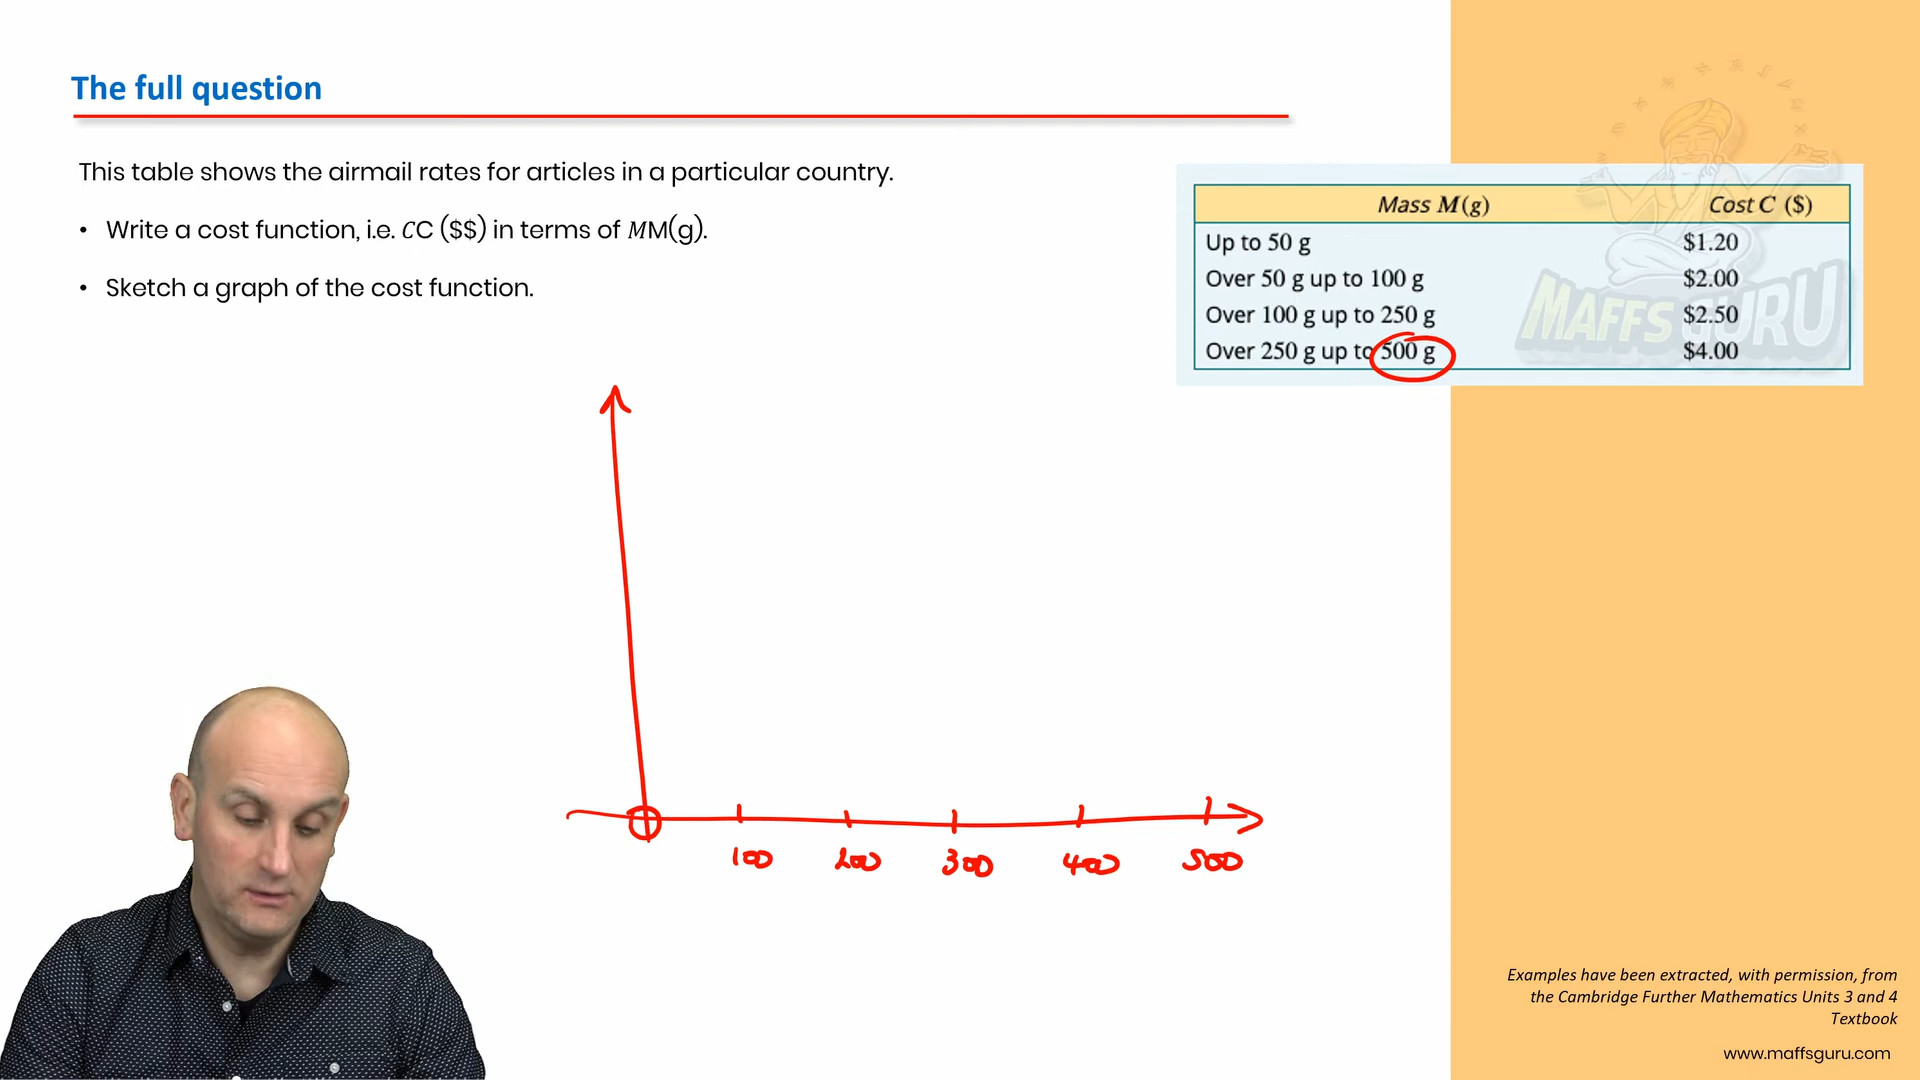 The full question
This table shows the airmail rates for articles in a particular country.
• Write a cost function, i.e. 𝐶C ($$) in terms of 𝑀M(g).
• Sketch a graph of the cost function.
Mass M(g) Cost C ($)
Up to 50 g $1.20
Over 50 g up to 100 g $2.00
Over 100 g up to 250 g $2.50
Over 250 g up to 500 g $4.00
MAFFS GURU
100 200 300 400 500
Examples have been extracted, with permission, from
the Cambridge Further Mathematics Units 3 and 4
Textbook
www.maffsguru.com